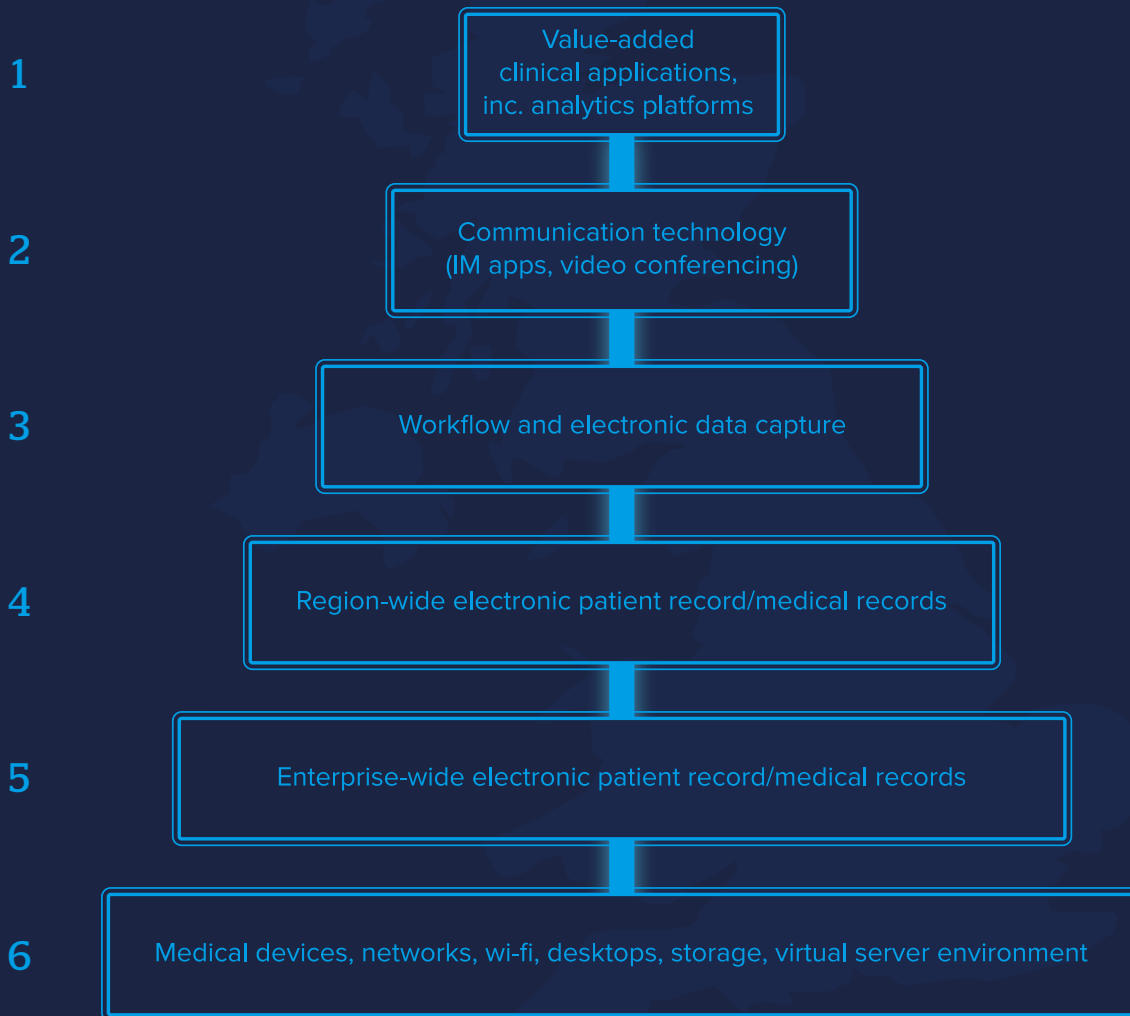 1
Value-added
clinical applications,
inc. analytics platforms
2
Communication technology
(IM apps, video conferencing)
3
Workflow and electronic data capture
4
Region-wide electronic patient record/medical records
5
Enterprise-wide electronic patient record/medical records
6
Medical devices, networks, wi-fi, desktops, storage, virtual server environment